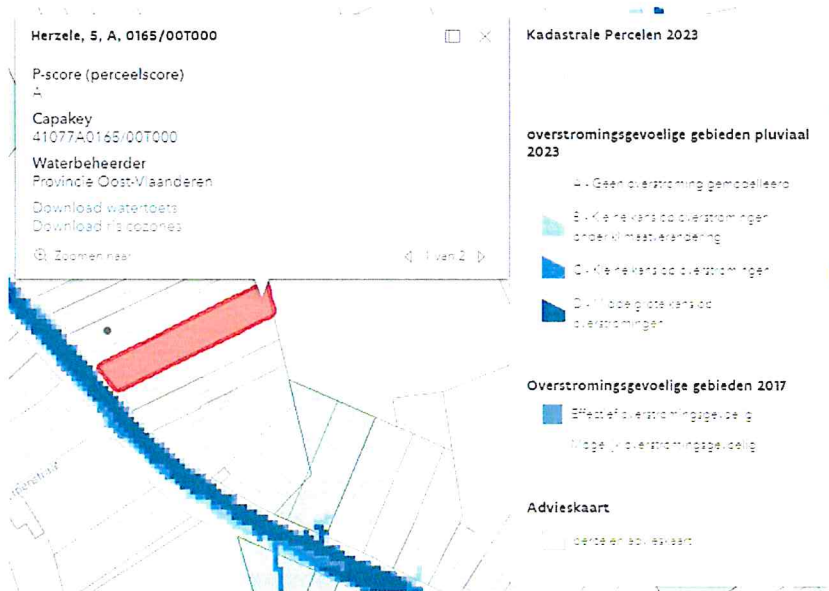 Herzele, 5, A, 0165/00T000
P-score (perceelscore)
A
Capakey
41077A0165/00T000
Waterbeheerder
Provincie Oost-Vlaanderen
Download watertoets
Download risicozones
Zoomen naar
1 van 2
Kadastrale Percelen 2023
overstromingsgevoelige gebieden pluviaal
2023
A - Geen overstroming gemodelleerd
B - Kleine kans op overstromingen
onder klimaatverandering
C - Kleine kans op overstromingen
D - Middelgrote kans op
overstromingen
Overstromingsgevoelige gebieden 2017
Effectief overstromingsgevoelig
Mogelijk overstromingsgevoelig
Advieskaart
percelen advieskaart